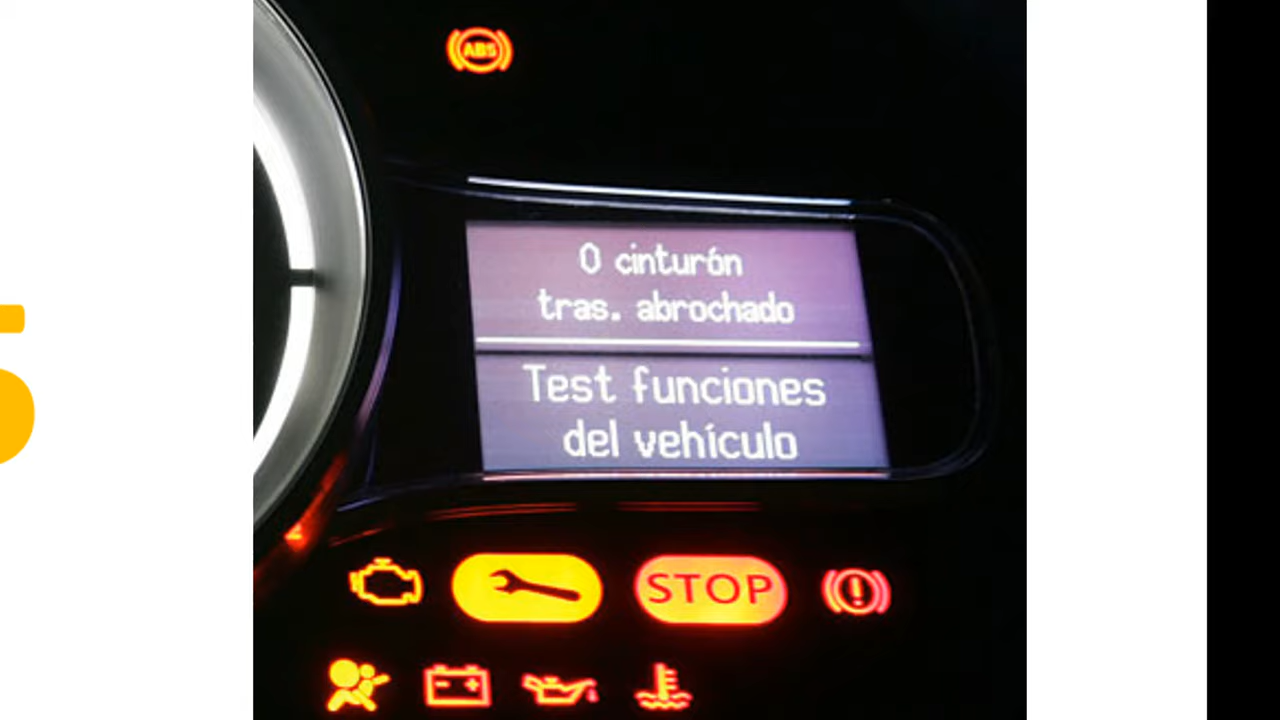 ABS
0 cinturón
tras. abrochado
Test funciones
del vehículo
STOP